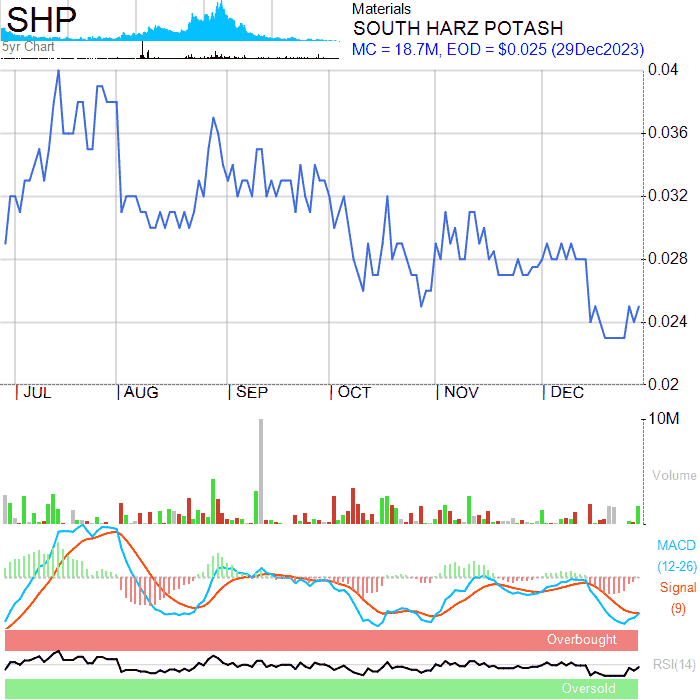 SHP
5yr Chart
Materials
SOUTH HARZ POTASH
MC = 18.7M, EOD = $0.025 (29Dec2023)
0.04
0.036
0.032
0.028
0.024
0.02
JUL AUG SEP OCT NOV DEC
10M
Volume
MACD
(12-26)
Signal
(9)
Overbought
RSI(14)
Oversold